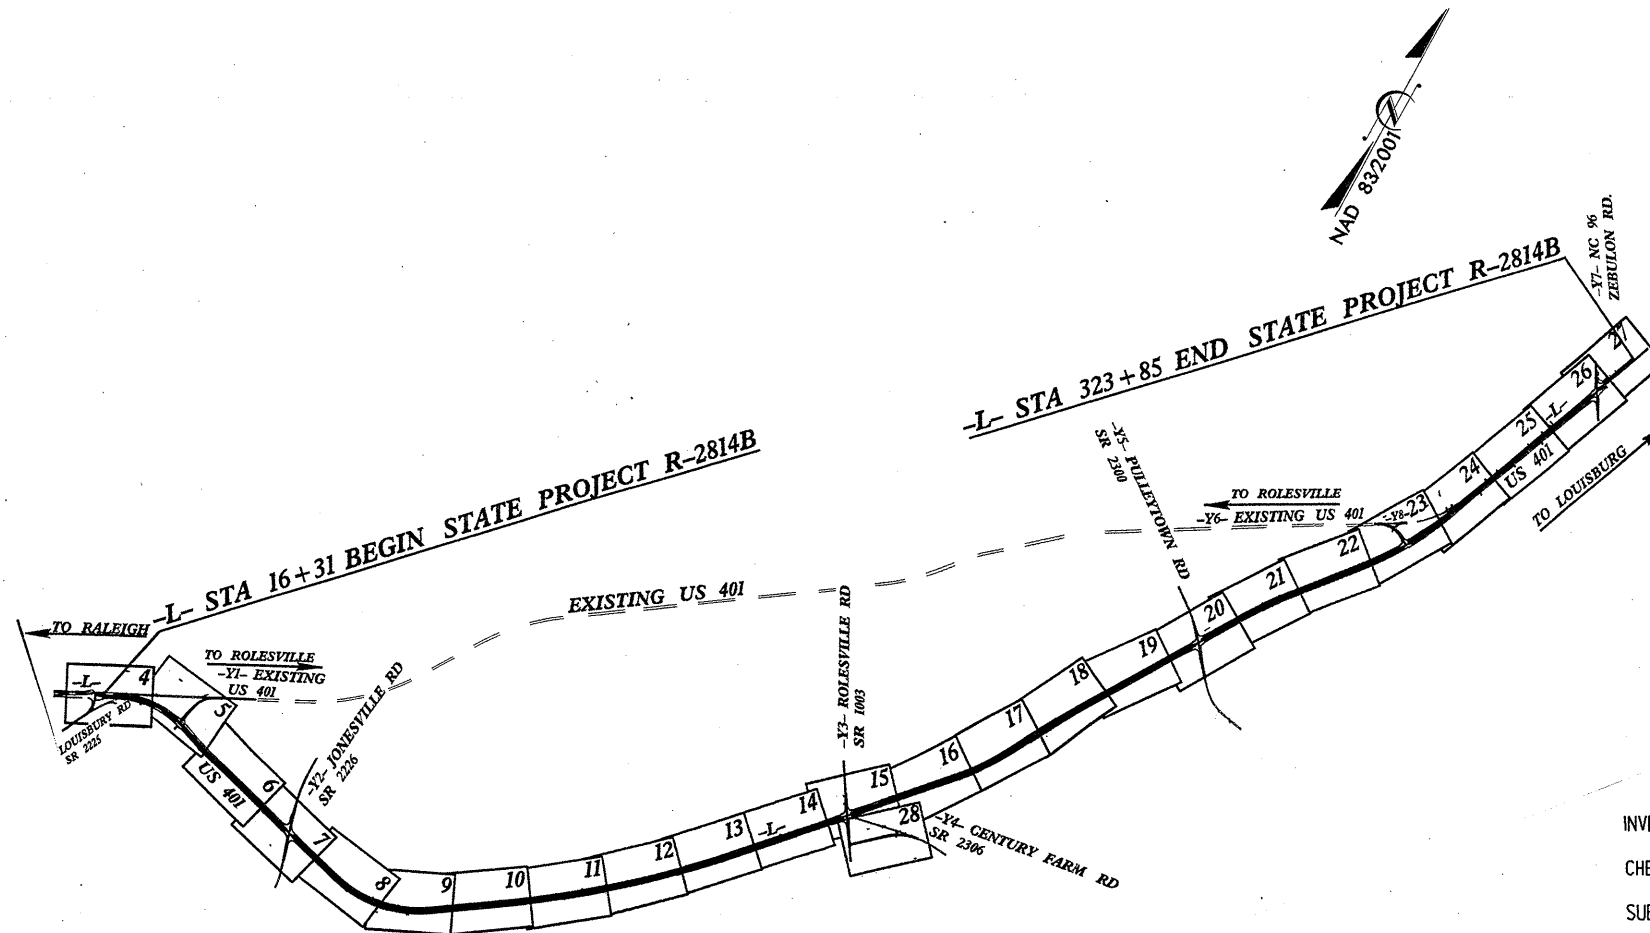 NAD 83/2001
-Y7- NC 96
ZEBULON RD.
-L- STA 323+85 END STATE PROJECT R-2814B
-L- STA 16+31 BEGIN STATE PROJECT R-2814B
27
26
-L-
25
US 401
24
TO LOUISBURG
-Y5- PULLEYTOWN RD
SR 2300
TO ROLESVILLE
-Y6- EXISTING US 401
-Y8-
23
22
21
20
19
18
17
16
EXISTING US 401
-Y3- ROLESVILLE RD
SR 1003
TO RALEIGH
-L-
4
LOUISBURY RD
SR 2225
TO ROLESVILLE
-Y1- EXISTING
US 401
5
US 401
6
-Y2- JONESVILLE RD
SR 2226
7
8
9
10
11
12
13
-L-
14
15
28
-Y4- CENTURY FARM RD
SR 2306